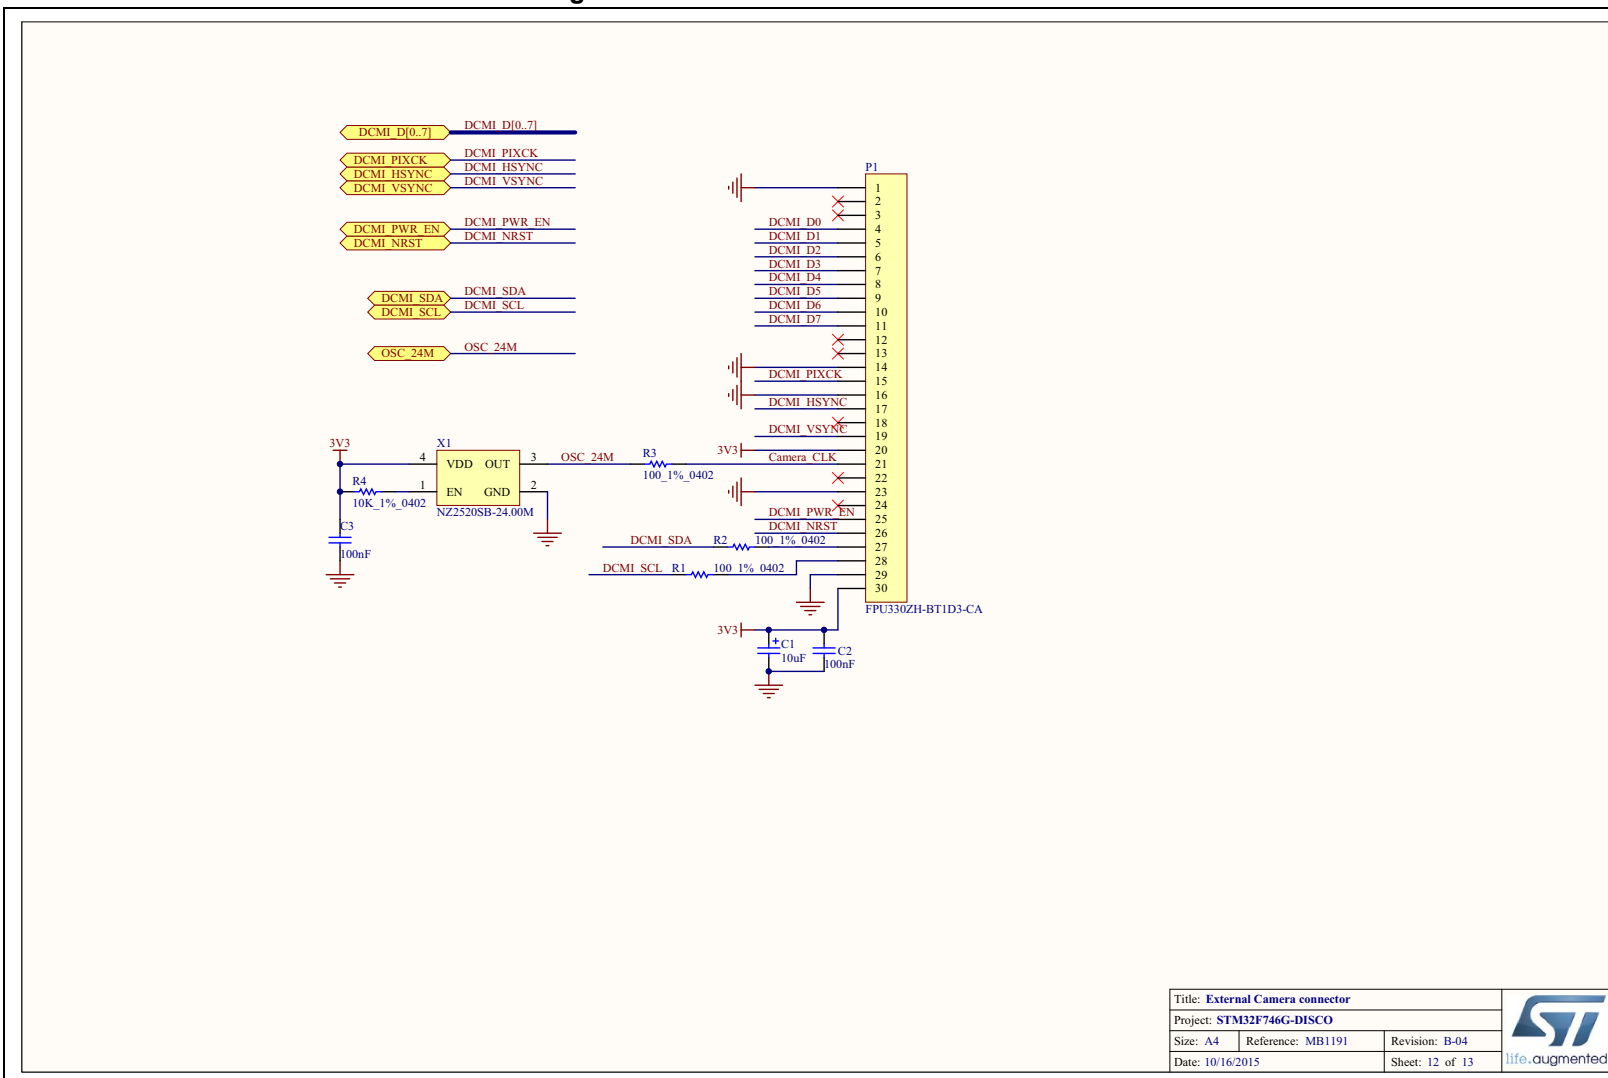 DCMI_D[0..7] DCMI_D[0..7]
DCMI_PIXCK DCMI_PIXCK
DCMI_HSYNC DCMI_HSYNC
DCMI_VSYNC DCMI_VSYNC
DCMI_PWR_EN DCMI_PWR_EN
DCMI_NRST DCMI_NRST
DCMI_SDA DCMI_SDA
DCMI_SCL DCMI_SCL
OSC_24M OSC_24M
P1
1
2
3
DCMI_D0 4
DCMI_D1 5
DCMI_D2 6
DCMI_D3 7
DCMI_D4 8
DCMI_D5 9
DCMI_D6 10
DCMI_D7 11
12
13
14
DCMI_PIXCK 15
16
DCMI_HSYNC 17
18
DCMI_VSYNC 19
3V3 20
Camera_CLK 21
22
23
24
DCMI_PWR_EN 25
DCMI_NRST 26
DCMI_SDA R2 100_1%_0402 27
28
DCMI_SCL R1 100_1%_0402 29
30
FPU330ZH-BT1D3-CA
3V3
X1
4 VDD OUT 3 OSC_24M R3
100_1%_0402
R4
1 EN GND 2
10K_1%_0402
NZ2520SB-24.00M
C3
100nF
3V3
+ C1
10uF
C2
100nF
Title: External Camera connector
Project: STM32F746G-DISCO
Size: A4 Reference: MB1191 Revision: B-04
Date: 10/16/2015 Sheet: 12 of 13
ST
life.augmented